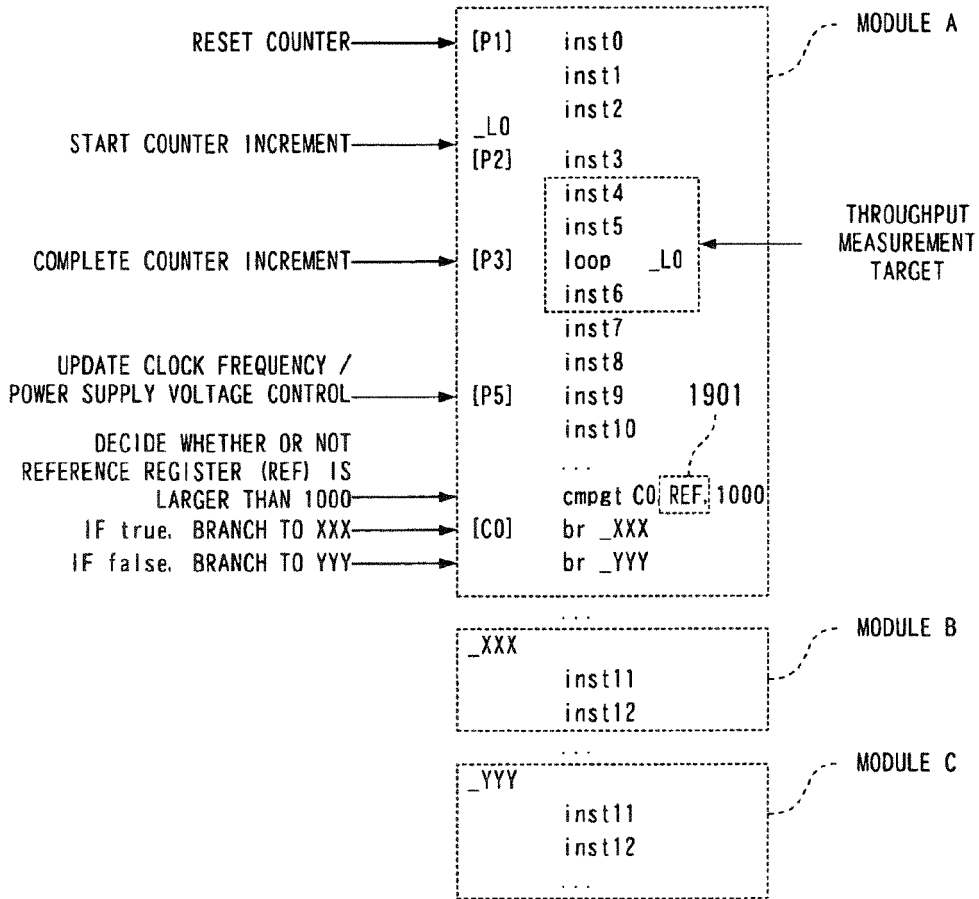 MODULE A
RESET COUNTER [P1] inst0
inst1
inst2
_L0
START COUNTER INCREMENT
[P2] inst3
inst4
inst5
THROUGHPUT
MEASUREMENT
TARGET
COMPLETE COUNTER INCREMENT [P3] loop _L0
inst6
inst7
inst8
UPDATE CLOCK FREQUENCY /
POWER SUPPLY VOLTAGE CONTROL [P5] inst9 1901
inst10
...
DECIDE WHETHER OR NOT
REFERENCE REGISTER (REF) IS
LARGER THAN 1000 cmpgt C0 REF, 1000
IF true, BRANCH TO XXX [C0] br _XXX
IF false, BRANCH TO YYY br _YYY
...
MODULE B
_XXX
inst11
inst12
...
MODULE C
_YYY
inst11
inst12
...